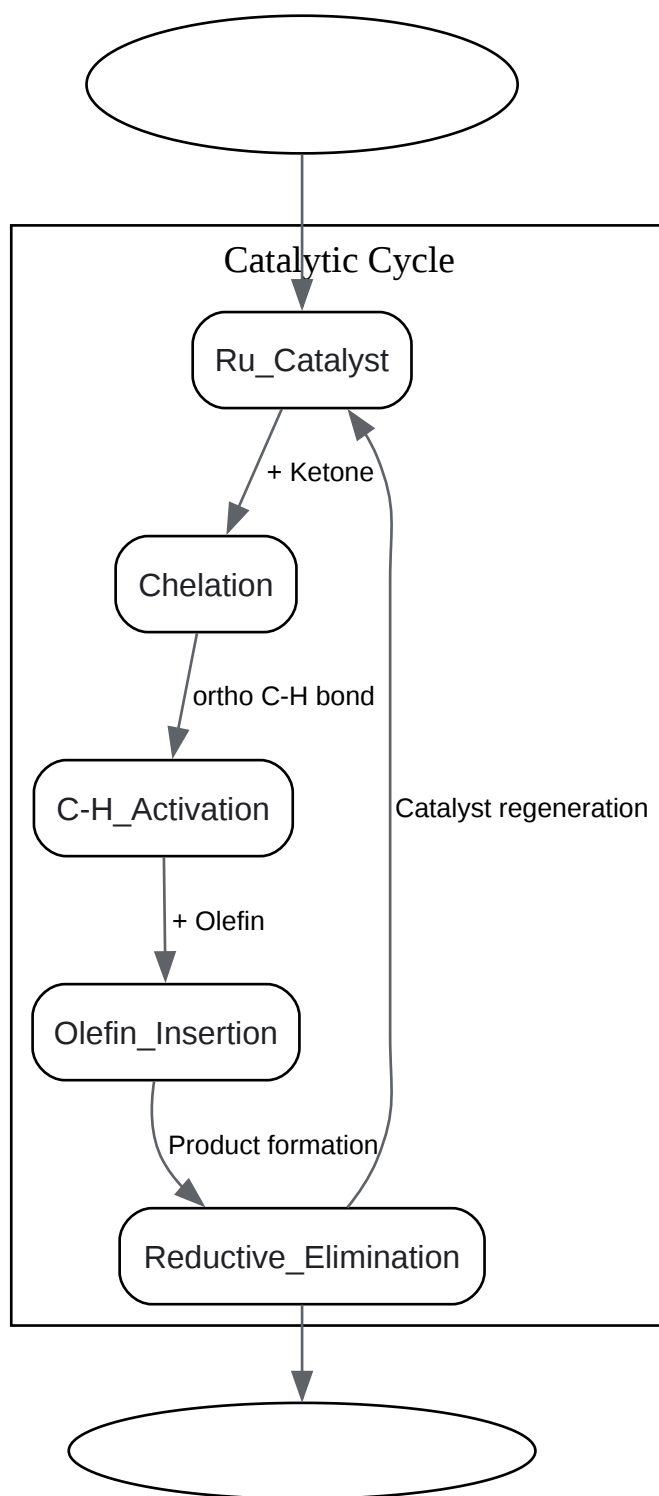 Catalytic Cycle
Ru_Catalyst
+ Ketone
Chelation
ortho C-H bond
C-H_Activation
Catalyst regeneration
+ Olefin
Olefin_Insertion
Product formation
Reductive_Elimination